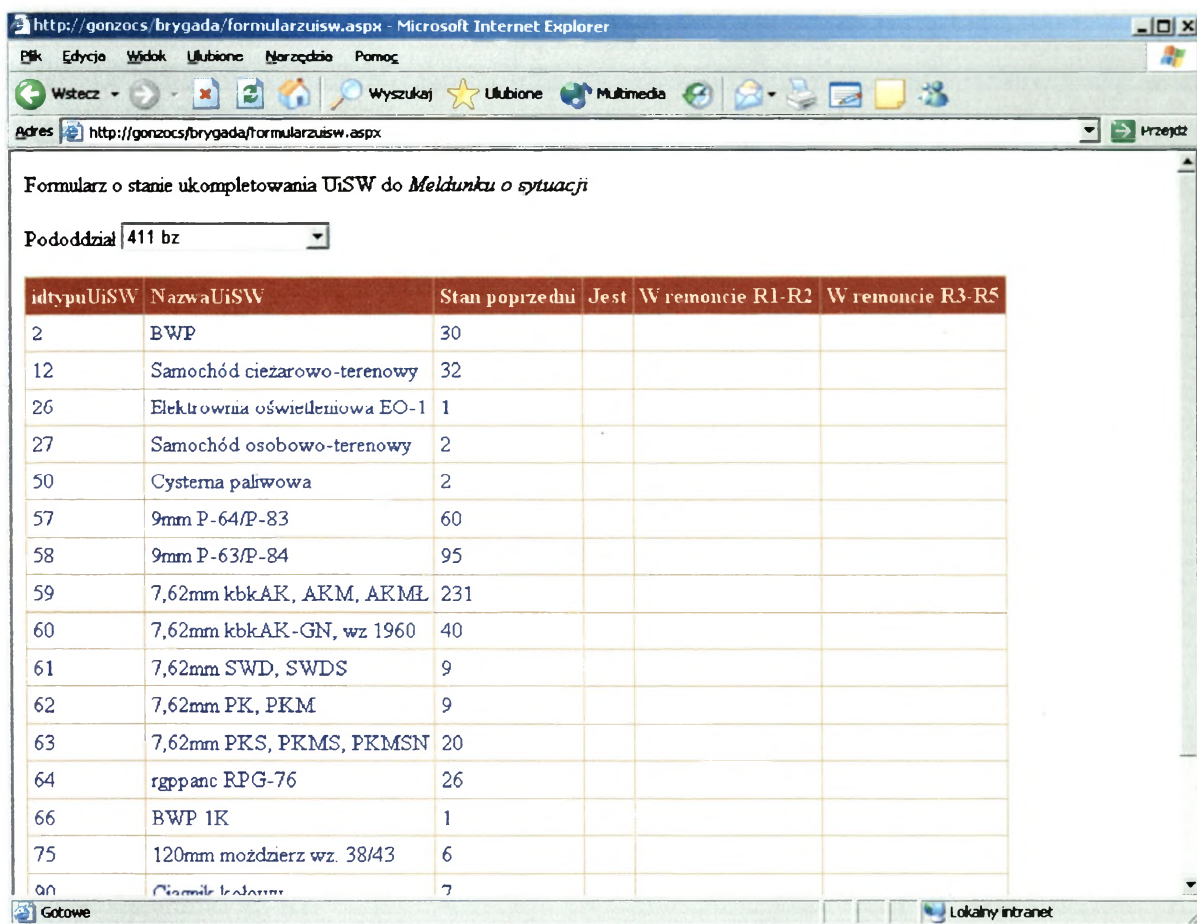 http://gonzocs/brygada/formularzuisw.aspx - Microsoft Internet Explorer
Plik Edycja Widok Ulubione Narzędzia Pomoc
Wstecz Wyszukaj Ulubione Multimedia
Adres http://gonzocs/brygada/formularzuisw.aspx Przejdź
Formularz o stanie ukompletowania UiSW do Meldunku o sytuacji
Pododdział 411 bz
idtypuUiSW NazwaUiSW Stan poprzedni Jest W remoncie R1-R2 W remoncie R3-R5
2 BWP 30
12 Samochód ciężarowo-terenowy 32
26 Elektrownia oświetleniowa EO-1 1
27 Samochód osobowo-terenowy 2
50 Cysterna paliwowa 2
57 9mm P-64/P-83 60
58 9mm P-63/P-84 95
59 7,62mm kbkAK, AKM, AKMŁ 231
60 7,62mm kbkAK-GN, wz 1960 40
61 7,62mm SWD, SWDS 9
62 7,62mm PK, PKM 9
63 7,62mm PKS, PKMS, PKMSN 20
64 rgppanc RPG-76 26
66 BWP 1K 1
75 120mm moździerz wz. 38/43 6
90 Ciągnik kołowy 7
Gotowe Lokalny intranet